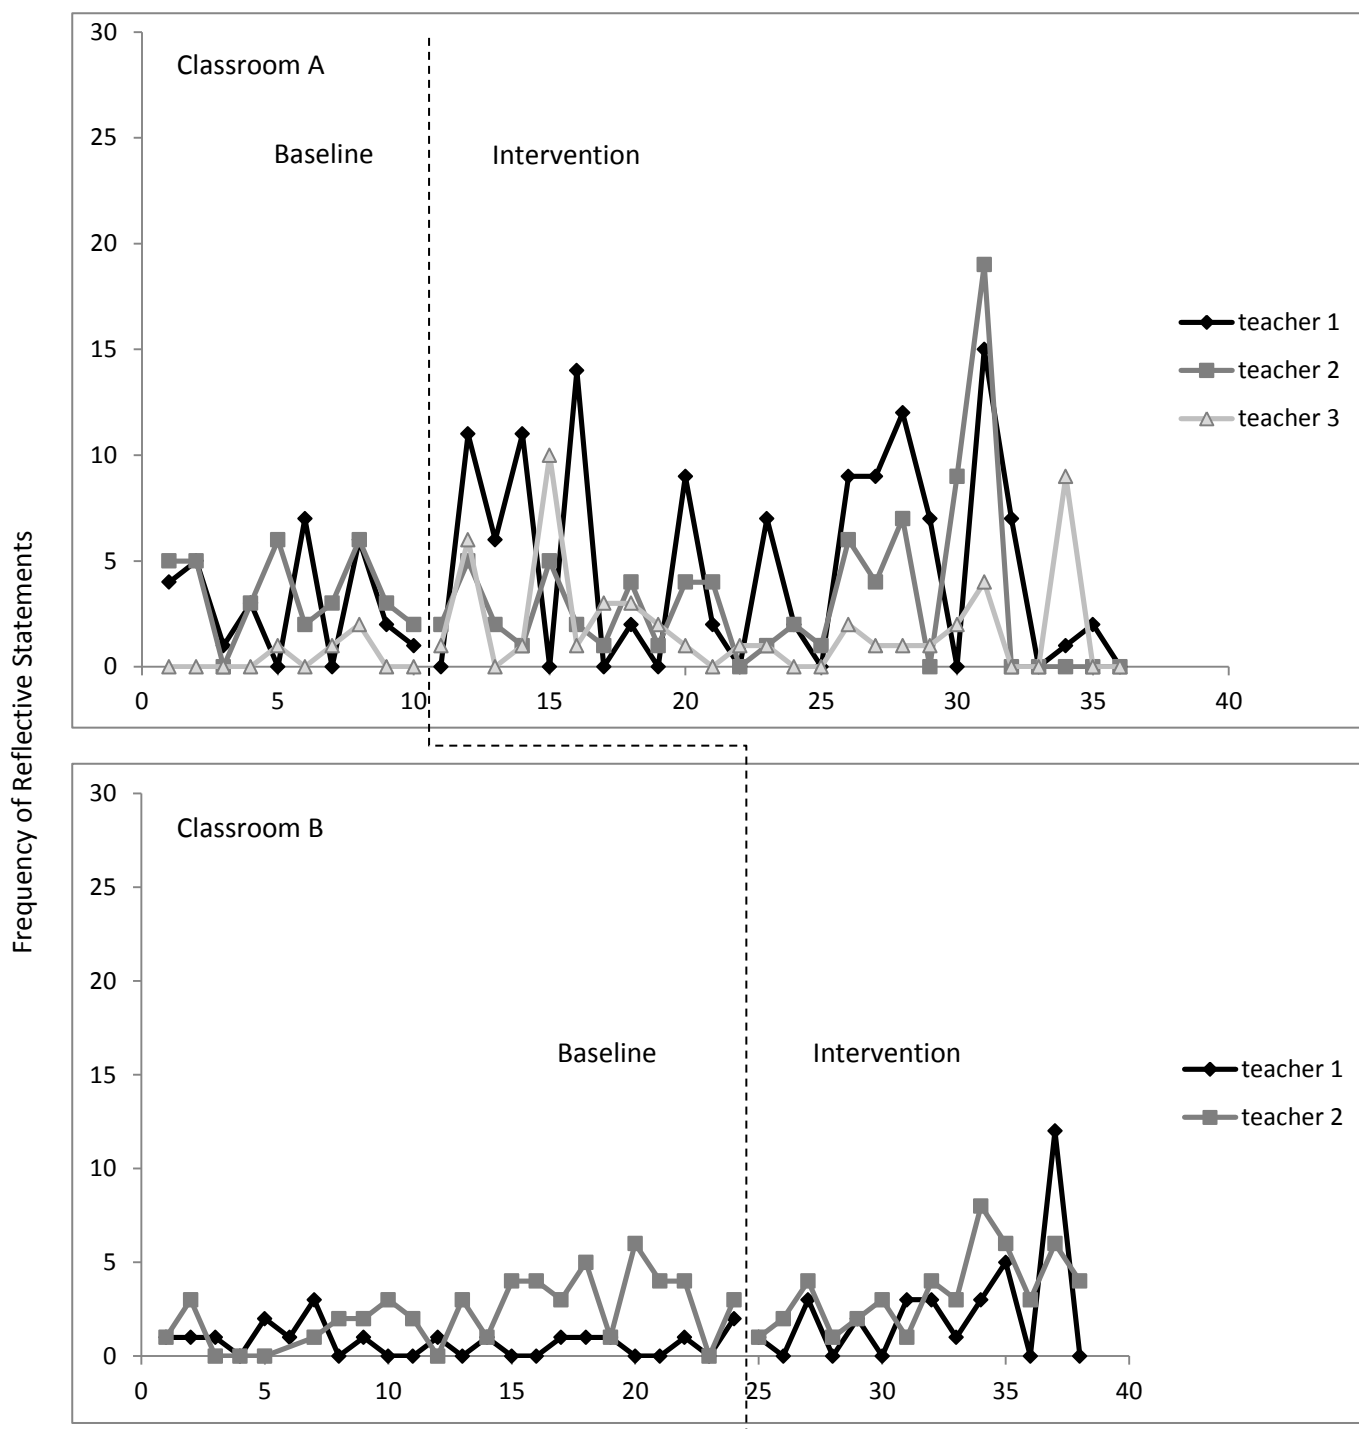 Frequency of Reflective Statements
30
25
20
15
10
5
0
Classroom A
Baseline
Intervention
teacher 1
teacher 2
teacher 3
0 5 10 15 20 25 30 35 40
30
25
20
15
10
5
0
Classroom B
Baseline
Intervention
teacher 1
teacher 2
0 5 10 15 20 25 30 35 40